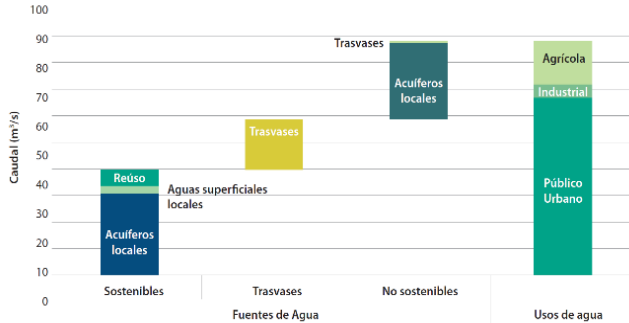 100
90
80
70
60
50
40
30
20
10
0
Caudal (m³/s)
Reúso
Aguas superficiales
locales
Acuíferos
locales
Trasvases
Trasvases
Acuíferos
locales
Agrícola
Industrial
Público
Urbano
Sostenibles
Trasvases
No sostenibles
Fuentes de Agua
Usos de agua